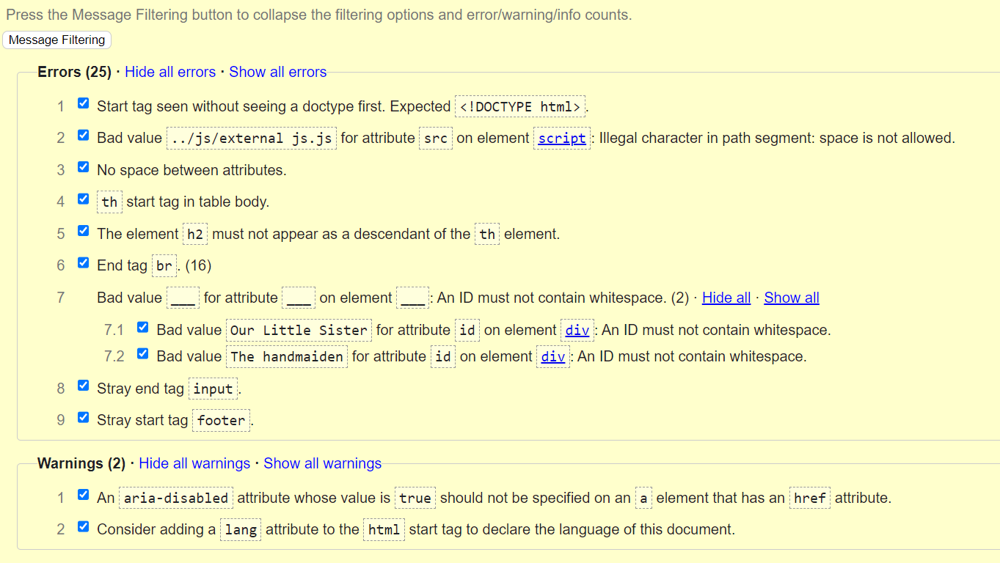 Press the Message Filtering button to collapse the filtering options and error/warning/info counts.
Message Filtering
Errors (25) · Hide all errors · Show all errors
1 Start tag seen without seeing a doctype first. Expected <!DOCTYPE html>.
2 Bad value ../js/external js.js for attribute src on element script: Illegal character in path segment: space is not allowed.
3 No space between attributes.
4 th start tag in table body.
5 The element h2 must not appear as a descendant of the th element.
6 End tag br. (16)
7 Bad value ___ for attribute ___ on element ___: An ID must not contain whitespace. (2) · Hide all · Show all
7.1 Bad value Our Little Sister for attribute id on element div: An ID must not contain whitespace.
7.2 Bad value The handmaiden for attribute id on element div: An ID must not contain whitespace.
8 Stray end tag input.
9 Stray start tag footer.
Warnings (2) · Hide all warnings · Show all warnings
1 An aria-disabled attribute whose value is true should not be specified on an a element that has an href attribute.
2 Consider adding a lang attribute to the html start tag to declare the language of this document.